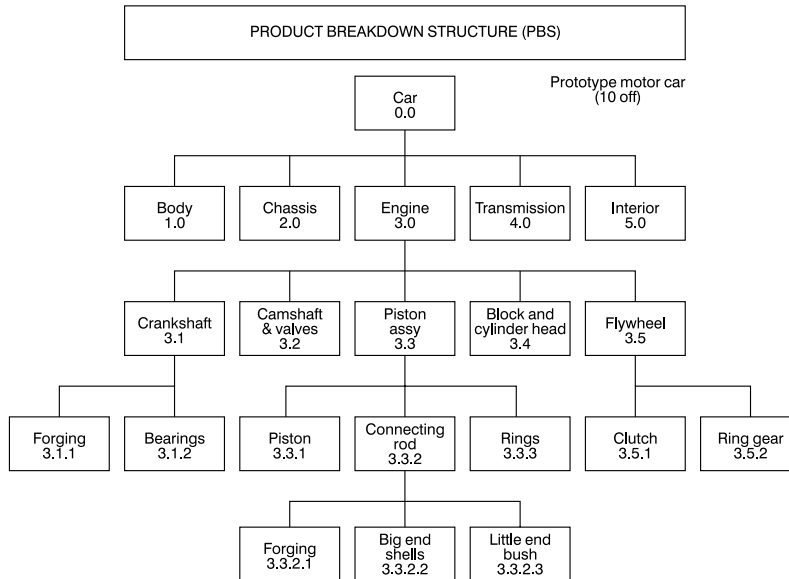 PRODUCT BREAKDOWN STRUCTURE (PBS)
Prototype motor car
(10 off)
Car
0.0
Body
1.0
Chassis
2.0
Engine
3.0
Transmission
4.0
Interior
5.0
Crankshaft
3.1
Camshaft
& valves
3.2
Piston
assy
3.3
Block and
cylinder head
3.4
Flywheel
3.5
Forging
3.1.1
Bearings
3.1.2
Piston
3.3.1
Connecting
rod
3.3.2
Rings
3.3.3
Clutch
3.5.1
Ring gear
3.5.2
Forging
3.3.2.1
Big end
shells
3.3.2.2
Little end
bush
3.3.2.3